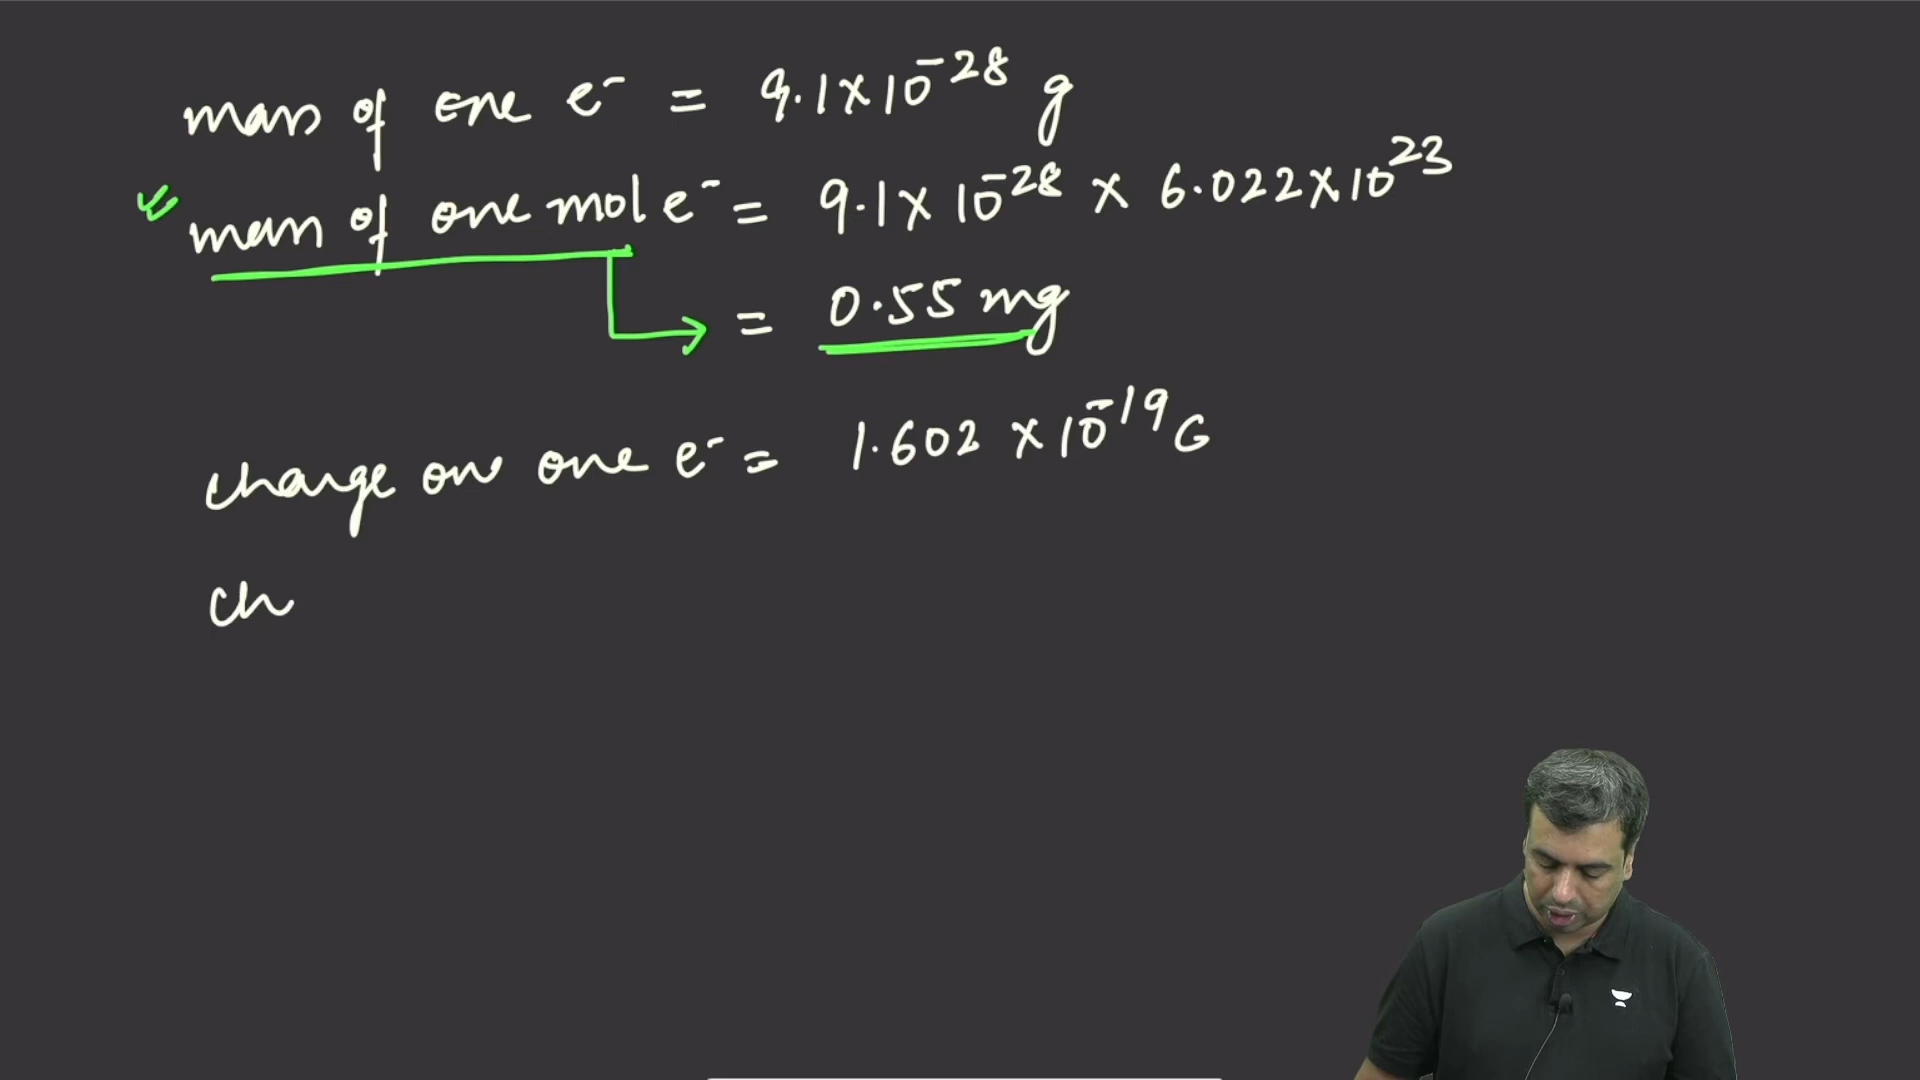 mass of one e⁻ = 9.1×10⁻²⁸ g
mass of one mol e⁻ = 9.1×10⁻²⁸ × 6.022×10²³
= 0.55 mg
charge on one e⁻ = 1.602×10⁻¹⁹ C
ch